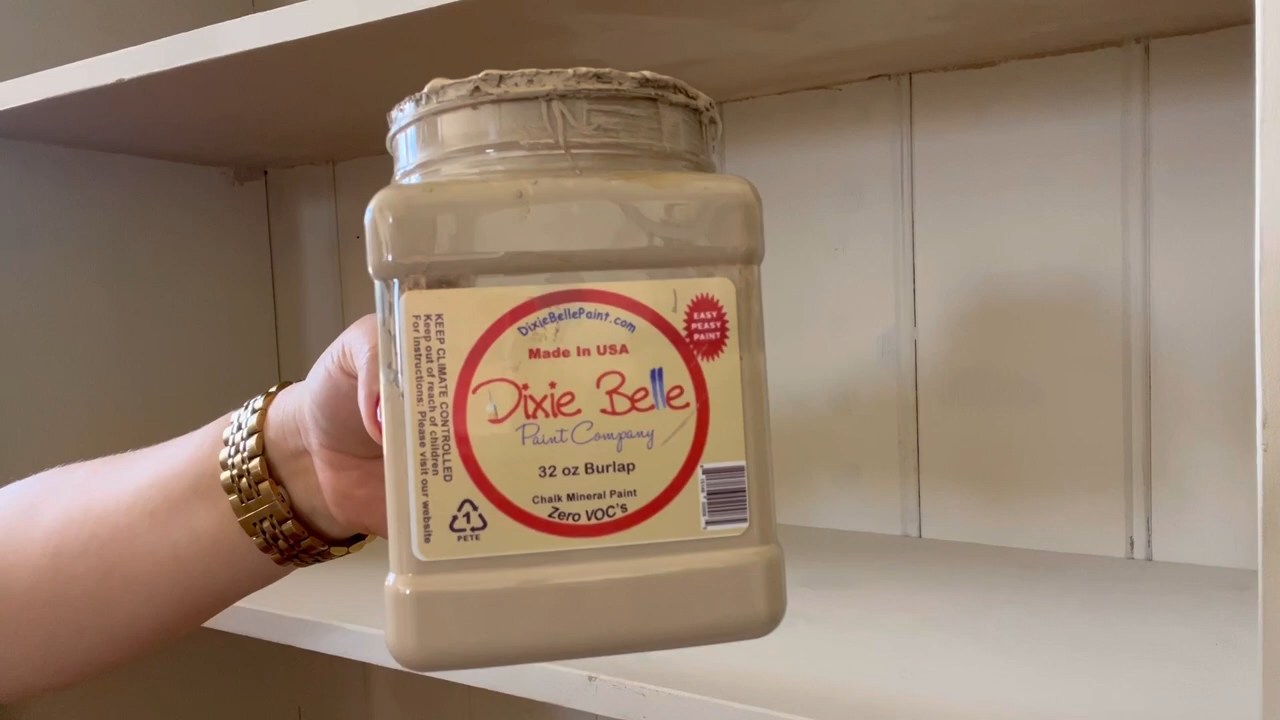 DixieBellePaint.com
Made In USA
Dixie Belle
Paint Company
32 oz Burlap
Chalk Mineral Paint
Zero VOC's
EASY
PEASY
PAINT
KEEP CLIMATE CONTROLLED
Keep out of reach of children
For instructions: Please visit our website
1
PETE